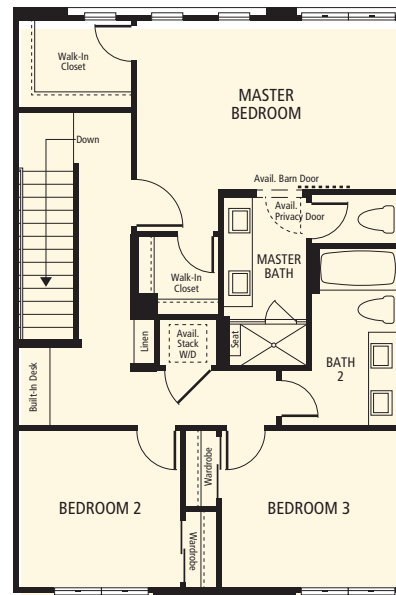 Walk-In
Closet
MASTER
BEDROOM
Down
Avail. Barn Door
Avail.
Privacy Door
MASTER
BATH
Walk-In
Closet
Linen
Avail.
Stack
W/D
Seat
BATH
2
Built-In Desk
Wardrobe
BEDROOM 2
BEDROOM 3
Wardrobe